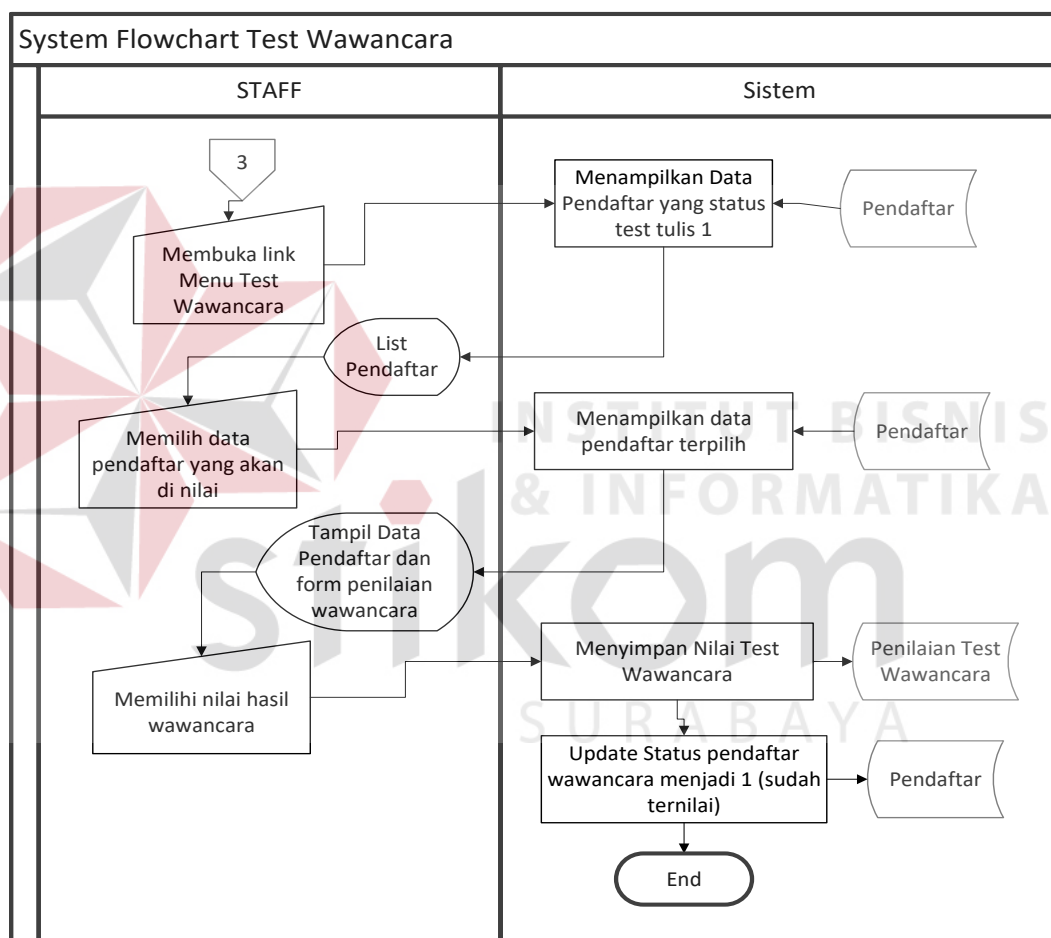 System Flowchart Test Wawancara
STAFF
Sistem
3
Membuka link
Menu Test
Wawancara
Menampilkan Data
Pendaftar yang status
test tulis 1
Pendaftar
List
Pendaftar
Memilih data
pendaftar yang akan
di nilai
Menampilkan data
pendaftar terpilih
Pendaftar
Tampil Data
Pendaftar dan
form penilaian
wawancara
Memilihi nilai hasil
wawancara
Menyimpan Nilai Test
Wawancara
Penilaian Test
Wawancara
Update Status pendaftar
wawancara menjadi 1 (sudah
ternilai)
Pendaftar
End
INSTITUT BISNIS
& INFORMATIKA
stikom
SURABAYA